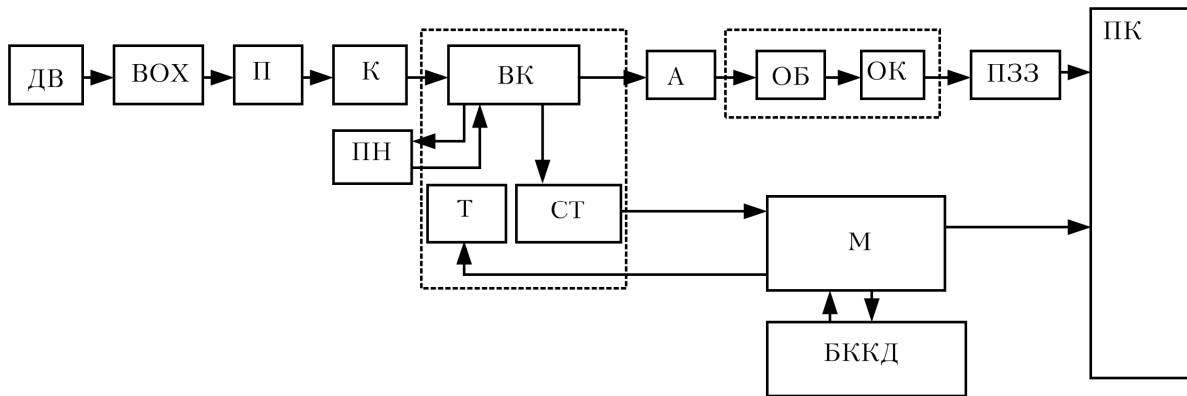 ДВ
ВОХ
П
К
ВК
А
ОБ
ОК
ПЗЗ
ПК
ПН
Т
СТ
М
БККД